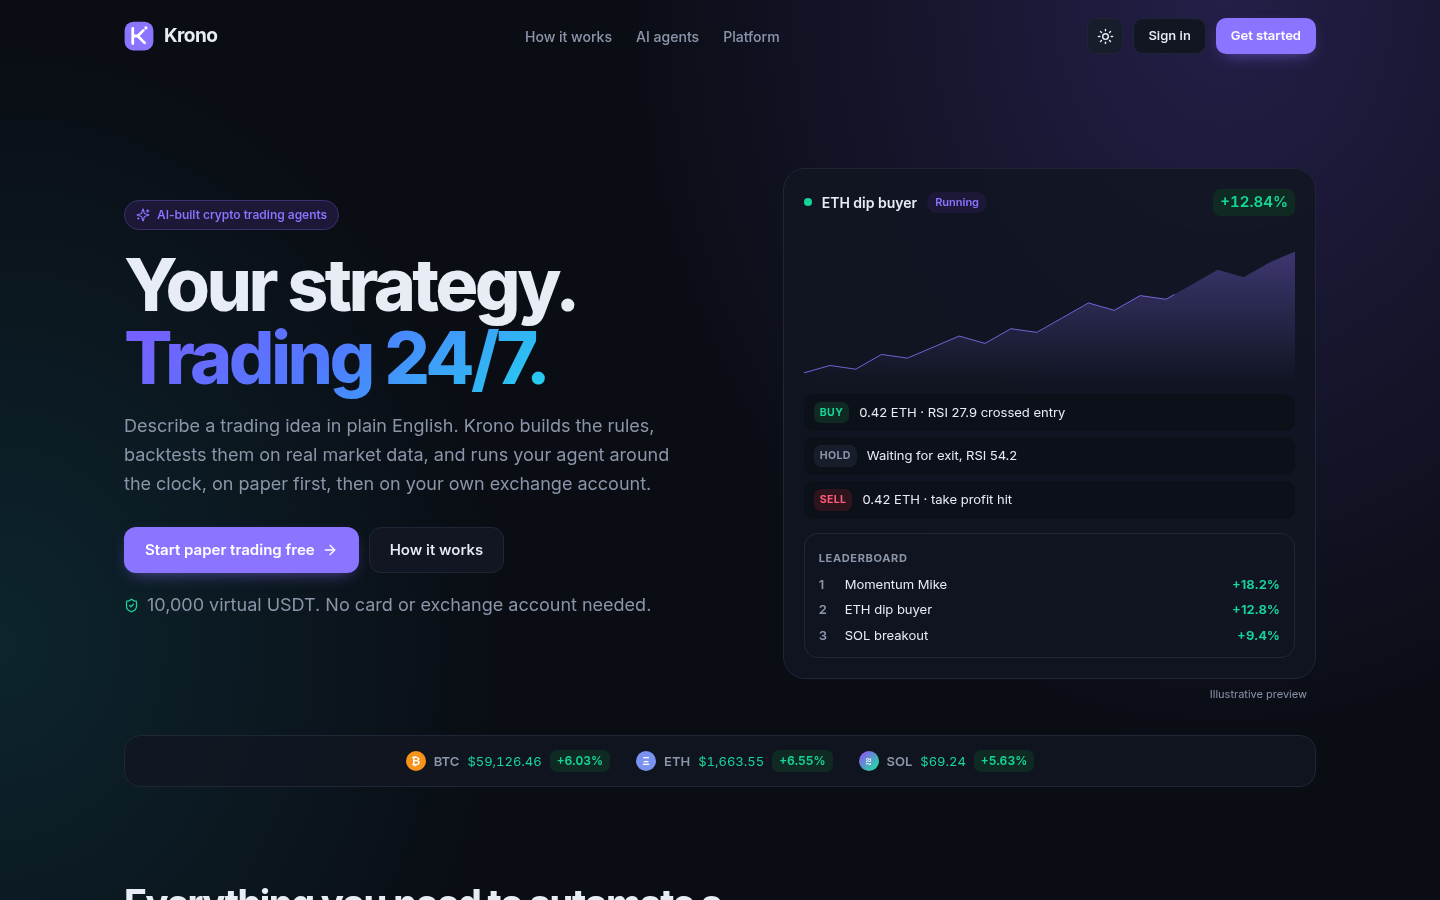 Krono
How it works
AI agents
Platform
Sign in
Get started
AI-built crypto trading agents
Your strategy.
Trading 24/7.
Describe a trading idea in plain English. Krono builds the rules,
backtests them on real market data, and runs your agent around
the clock, on paper first, then on your own exchange account.
Start paper trading free
How it works
10,000 virtual USDT. No card or exchange account needed.
ETH dip buyer Running +12.84%
BUY 0.42 ETH · RSI 27.9 crossed entry
HOLD Waiting for exit, RSI 54.2
SELL 0.42 ETH · take profit hit
LEADERBOARD
1 Momentum Mike +18.2%
2 ETH dip buyer +12.8%
3 SOL breakout +9.4%
Illustrative preview
BTC $59,126.46 +6.03% ETH $1,663.55 +6.55% SOL $69.24 +5.63%
Everything you need to automate a